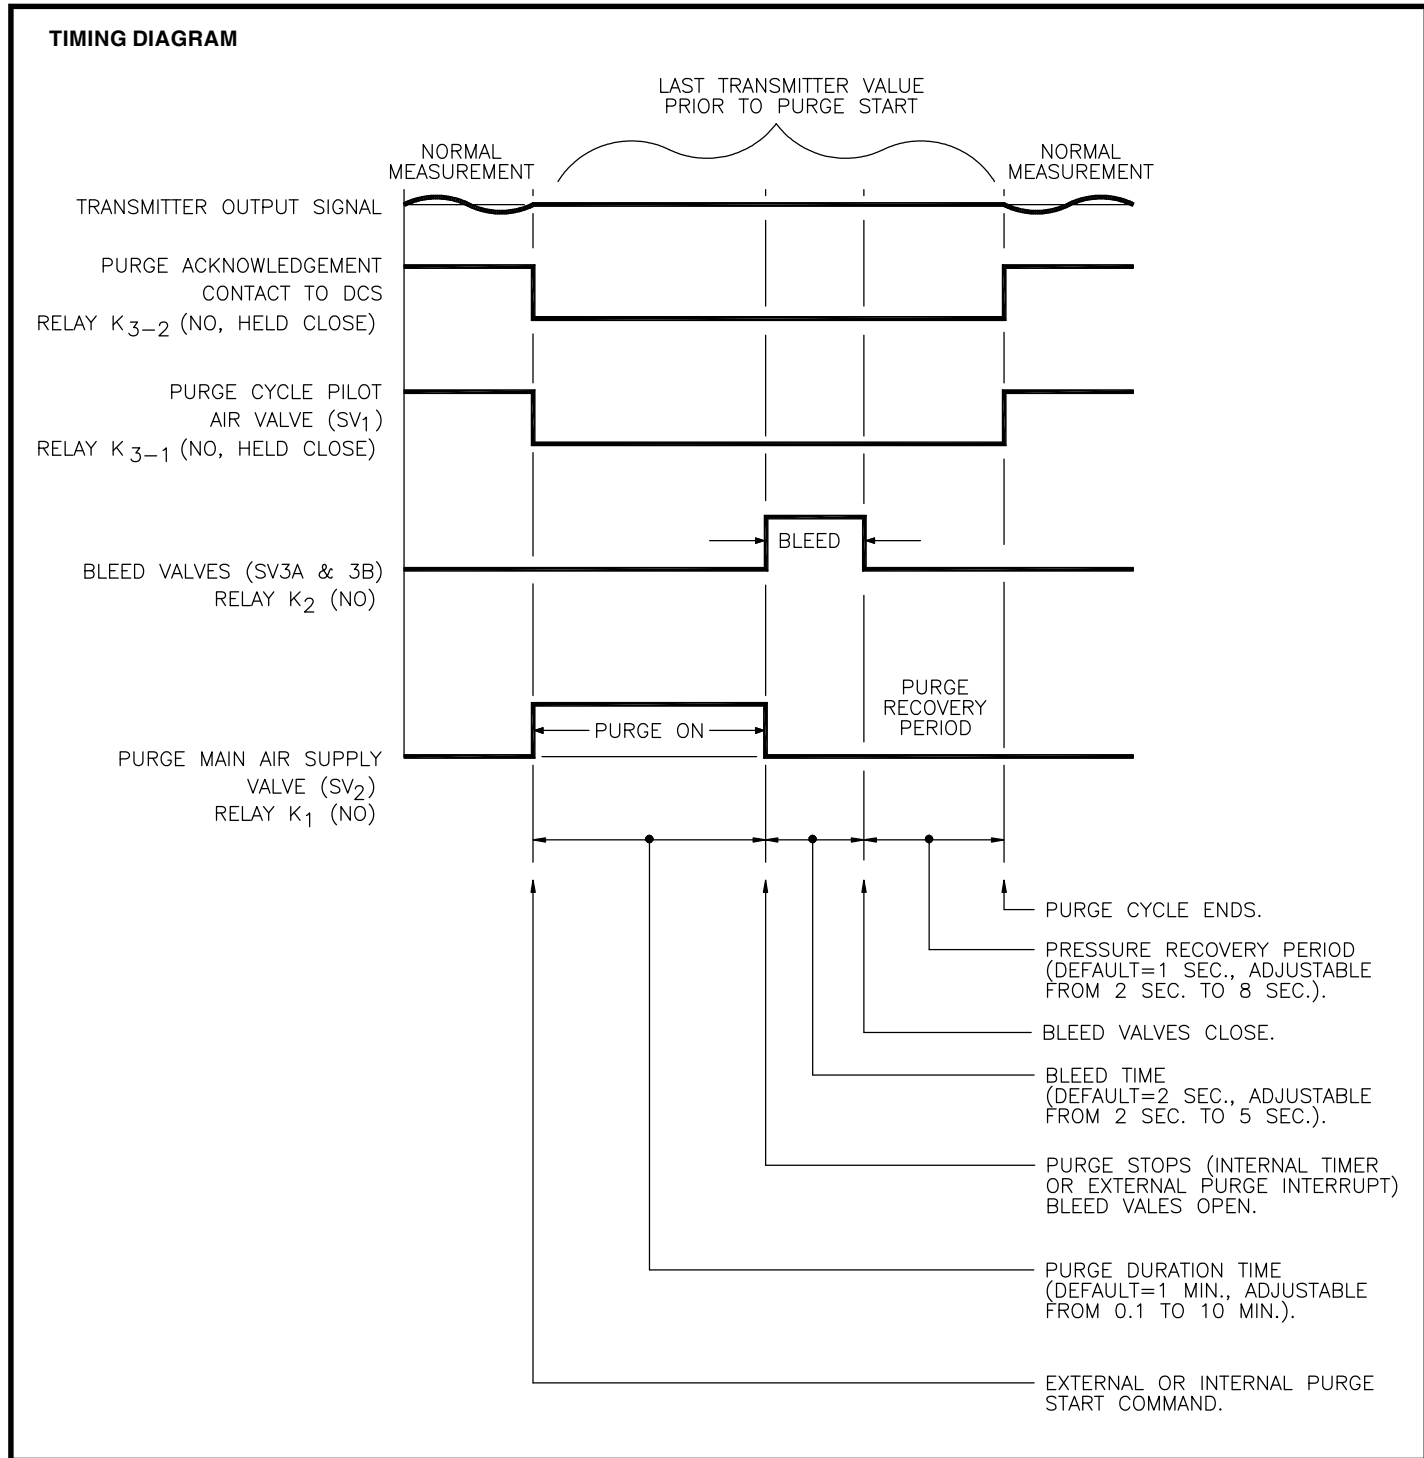 TIMING DIAGRAM
LAST TRANSMITTER VALUE
PRIOR TO PURGE START
NORMAL
MEASUREMENT
NORMAL
MEASUREMENT
TRANSMITTER OUTPUT SIGNAL
PURGE ACKNOWLEDGEMENT
CONTACT TO DCS
RELAY K3-2 (NO, HELD CLOSE)
PURGE CYCLE PILOT
AIR VALVE (SV1)
RELAY K3-1 (NO, HELD CLOSE)
BLEED
BLEED VALVES (SV3A & 3B)
RELAY K2 (NO)
PURGE
RECOVERY
PERIOD
PURGE ON
PURGE MAIN AIR SUPPLY
VALVE (SV2)
RELAY K1 (NO)
PURGE CYCLE ENDS.
PRESSURE RECOVERY PERIOD
(DEFAULT=1 SEC., ADJUSTABLE
FROM 2 SEC. TO 8 SEC.).
BLEED VALVES CLOSE.
BLEED TIME
(DEFAULT=2 SEC., ADJUSTABLE
FROM 2 SEC. TO 5 SEC.).
PURGE STOPS (INTERNAL TIMER
OR EXTERNAL PURGE INTERRUPT)
BLEED VALES OPEN.
PURGE DURATION TIME
(DEFAULT=1 MIN., ADJUSTABLE
FROM 0.1 TO 10 MIN.).
EXTERNAL OR INTERNAL PURGE
START COMMAND.